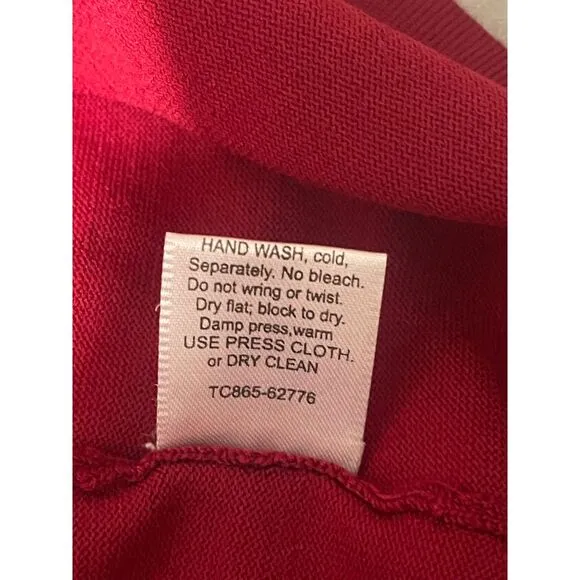 HAND WASH, cold,
Separately. No bleach.
Do not wring or twist.
Dry flat; block to dry.
Damp press,warm
USE PRESS CLOTH.
or DRY CLEAN
TC865-62776